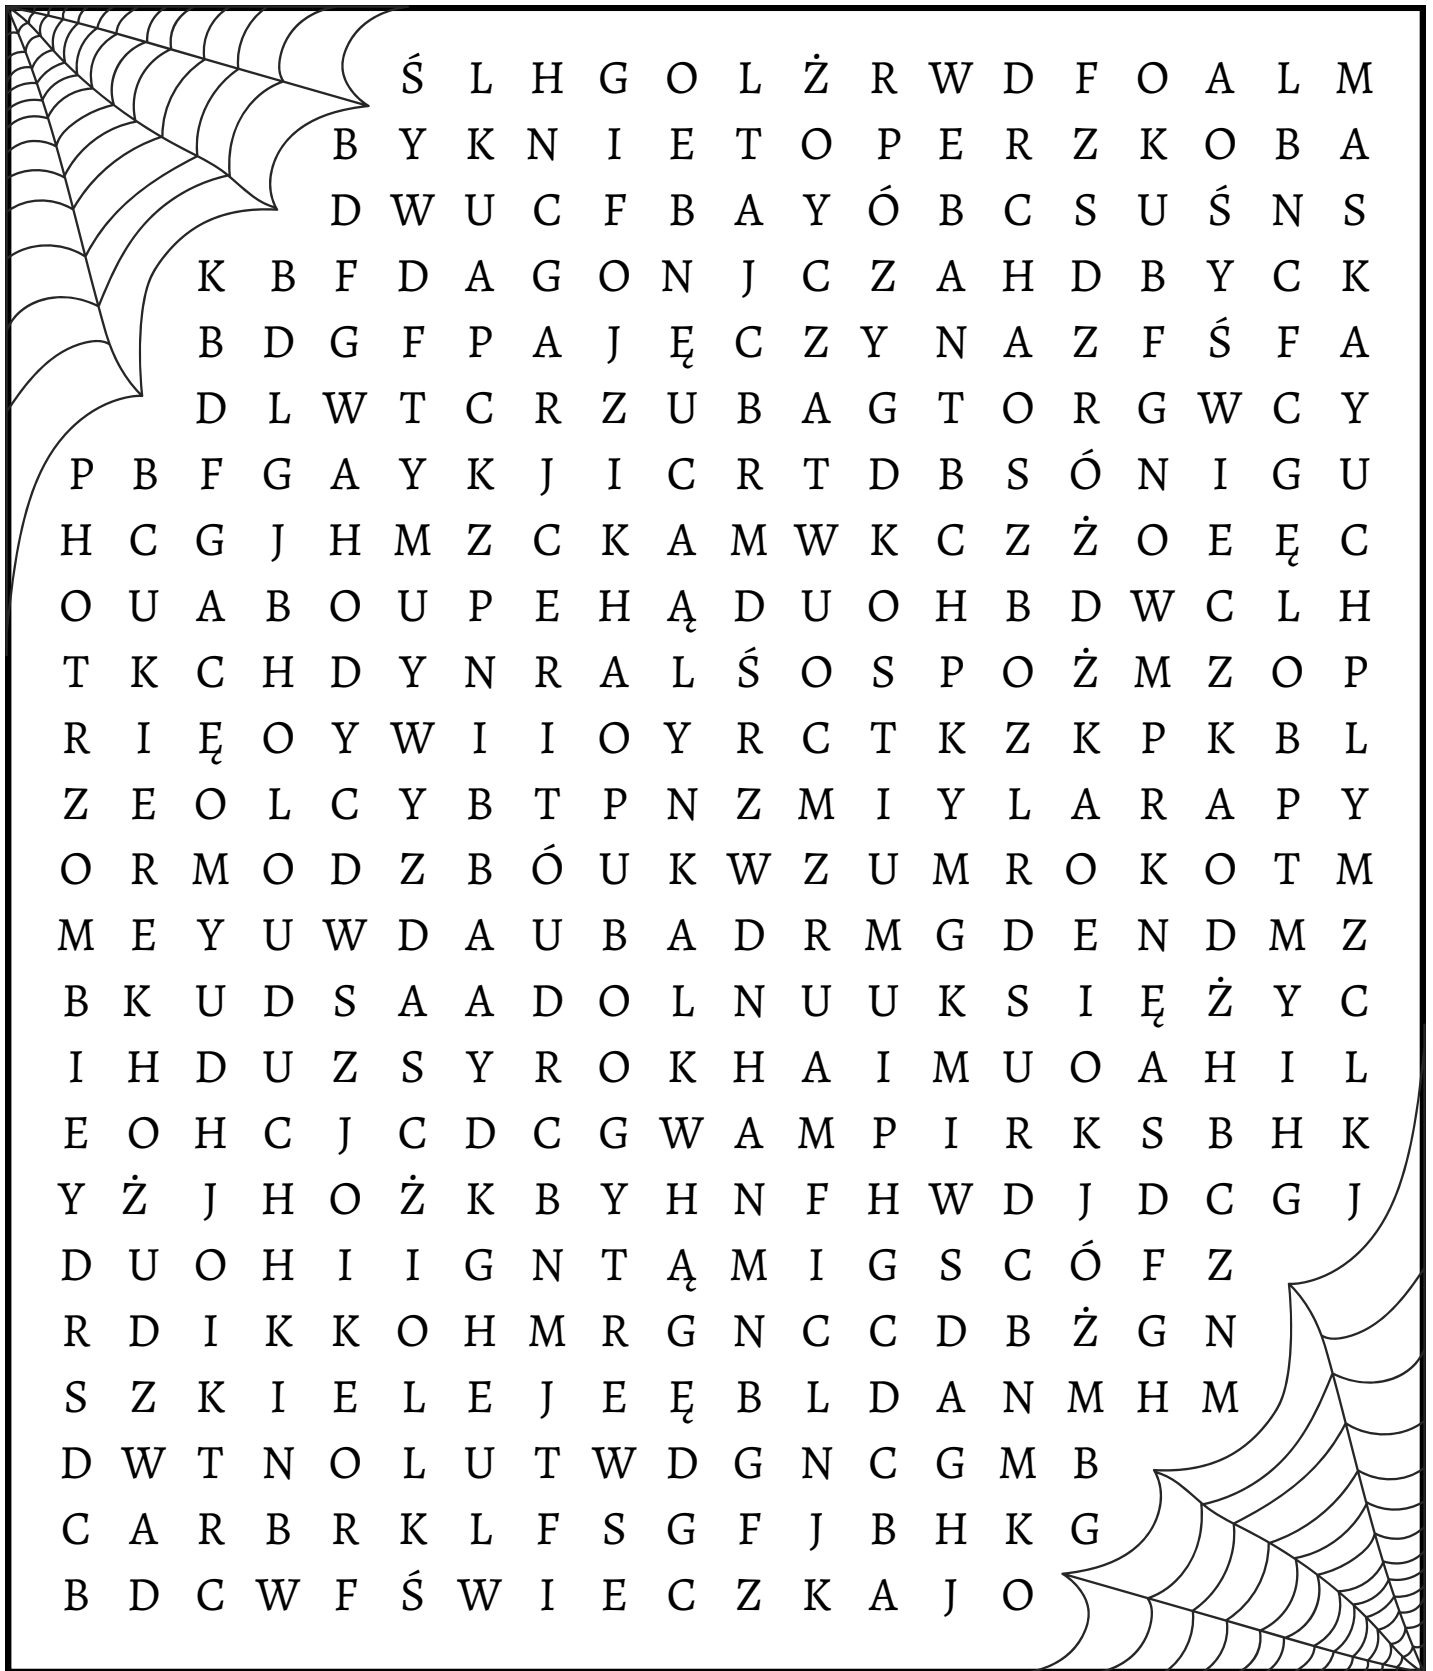 Ś L H G O L Ż R W D F O A L M
B Y K N I E T O P E R Z K O B A
D W U C F B A Y Ó B C S U Ś N S
K B F D A G O N J C Z A H D B Y C K
B D G F P A J Ę C Z Y N A Z F Ś F A
D L W T C R Z U B A G T O R G W C Y
P B F G A Y K J I C R T D B S Ó N I G U
H C G J H M Z C K A M W K C Z Ż O E Ę C
O U A B O U P E H Ą D U O H B D W C L H
T K C H D Y N R A L Ś O S P O Ż M Z O P
R I Ę O Y W I I O Y R C T K Z K P K B L
Z E O L C Y B T P N Z M I Y L A R A P Y
O R M O D Z B Ó U K W Z U M R O K O T M
M E Y U W D A U B A D R M G D E N D M Z
B K U D S A A D O L N U U K S I Ę Ż Y C
I H D U Z S Y R O K H A I M U O A H I L
E O H C J C D C G W A M P I R K S B H K
Y Ż J H O Ż K B Y H N F H W D J D C G J
D U O H I I G N T Ą M I G S C Ó F Z
R D I K K O H M R G N C C D B Ż G N
S Z K I E L E J E Ę B L D A N M H M
D W T N O L U T W D G N C G M B
C A R B R K L F S G F J B H K G
B D C W F Ś W I E C Z K A J O